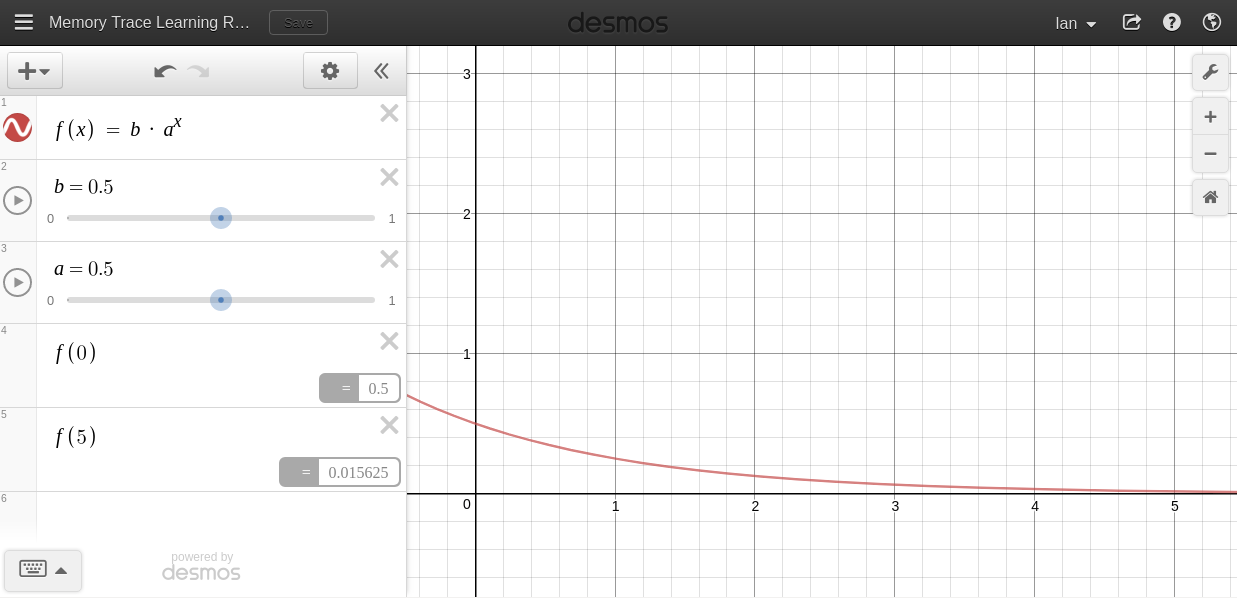 Memory Trace Learning R...
Save
desmos
Ian
1
f(x) = b · a^x
2
b = 0.5
0
1
3
a = 0.5
0
1
4
f(0)
= 0.5
5
f(5)
= 0.015625
6
powered by
desmos
3
2
1
0
1
2
3
4
5